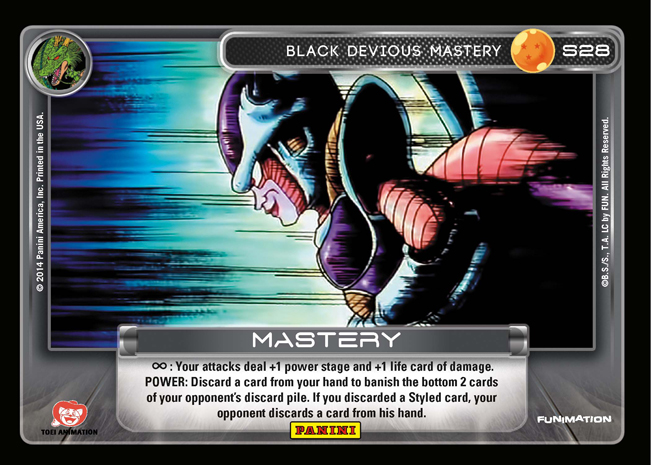 BLACK DEVIOUS MASTERY S28
© 2014 Panini America, Inc. Printed in the USA.
©B.S./S., T.A. LC by FUN. All Rights Reserved.
MASTERY
∞ : Your attacks deal +1 power stage and +1 life card of damage.
POWER: Discard a card from your hand to banish the bottom 2 cards
of your opponent's discard pile. If you discarded a Styled card, your
opponent discards a card from his hand.
TOEI ANIMATION
PANINI
FUNIMATION